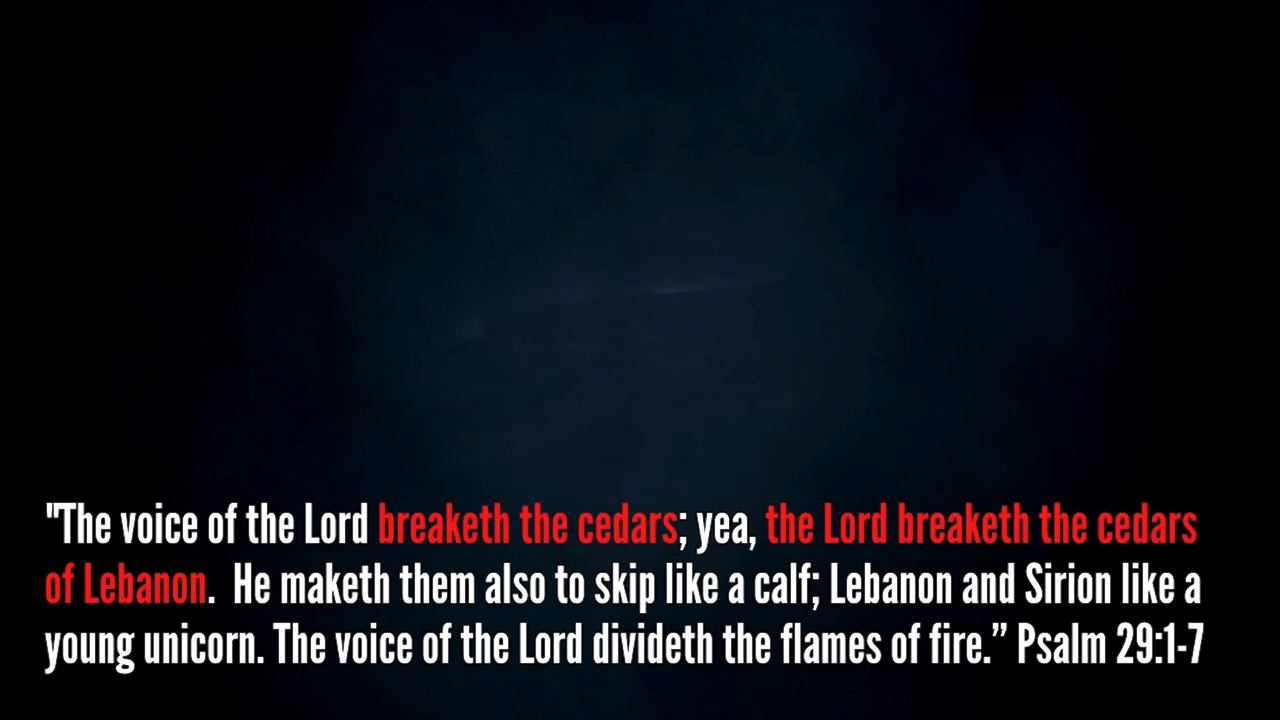 "The voice of the Lord breaketh the cedars; yea, the Lord breaketh the cedars
of Lebanon.  He maketh them also to skip like a calf; Lebanon and Sirion like a
young unicorn. The voice of the Lord divideth the flames of fire.” Psalm 29:1-7